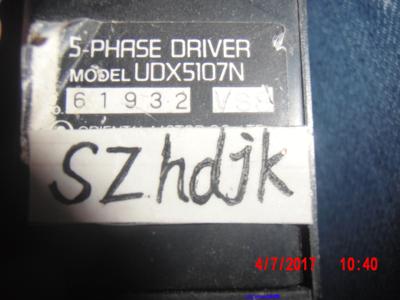 5-PHASE DRIVER
MODEL UDX5107N
61932
SZhdjk
4/7/2017 10:40